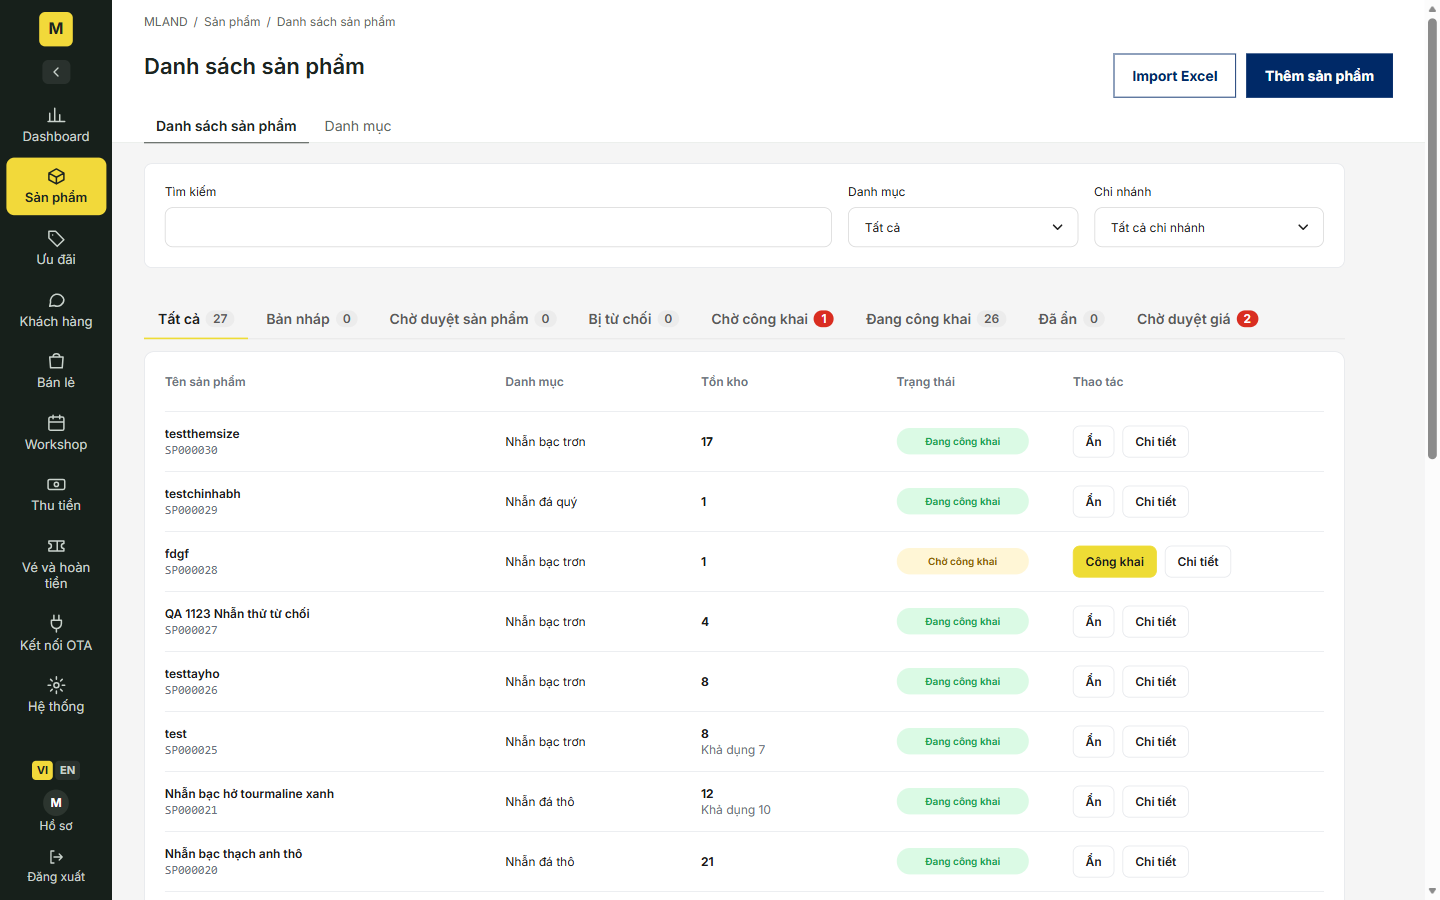 M
MLAND / Sản phẩm / Danh sách sản phẩm
Danh sách sản phẩm
Import Excel
Thêm sản phẩm
Danh sách sản phẩm
Danh mục
Dashboard
Sản phẩm
Ưu đãi
Khách hàng
Bán lẻ
Workshop
Thu tiền
Vé và hoàn
tiền
Kết nối OTA
Hệ thống
VI EN
M
Hồ sơ
Đăng xuất
Tìm kiếm
Danh mục
Tất cả
Chi nhánh
Tất cả chi nhánh
Tất cả 27
Bản nháp 0
Chờ duyệt sản phẩm 0
Bị từ chối 0
Chờ công khai 1
Đang công khai 26
Đã ẩn 0
Chờ duyệt giá 2
Tên sản phẩm Danh mục Tồn kho Trạng thái Thao tác
testthemsize
SP000030
Nhẫn bạc trơn
17
Đang công khai
Ẩn
Chi tiết
testchinhabh
SP000029
Nhẫn đá quý
1
Đang công khai
Ẩn
Chi tiết
fdgf
SP000028
Nhẫn bạc trơn
1
Chờ công khai
Công khai
Chi tiết
QA 1123 Nhẫn thử từ chối
SP000027
Nhẫn bạc trơn
4
Đang công khai
Ẩn
Chi tiết
testtayho
SP000026
Nhẫn bạc trơn
8
Đang công khai
Ẩn
Chi tiết
test
SP000025
Nhẫn bạc trơn
8
Khả dụng 7
Đang công khai
Ẩn
Chi tiết
Nhẫn bạc hở tourmaline xanh
SP000021
Nhẫn đá thô
12
Khả dụng 10
Đang công khai
Ẩn
Chi tiết
Nhẫn bạc thạch anh thô
SP000020
Nhẫn đá thô
21
Đang công khai
Ẩn
Chi tiết